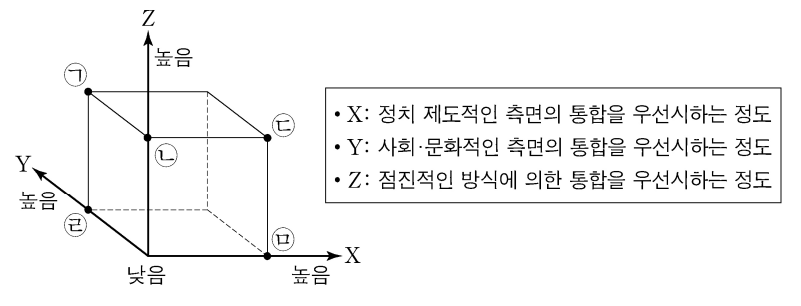 Z
높음
㉠
㉢
㉡
Y
높음
㉣
㉤
X
낮음
높음
• X: 정치 제도적인 측면의 통합을 우선시하는 정도
• Y: 사회·문화적인 측면의 통합을 우선시하는 정도
• Z: 점진적인 방식에 의한 통합을 우선시하는 정도